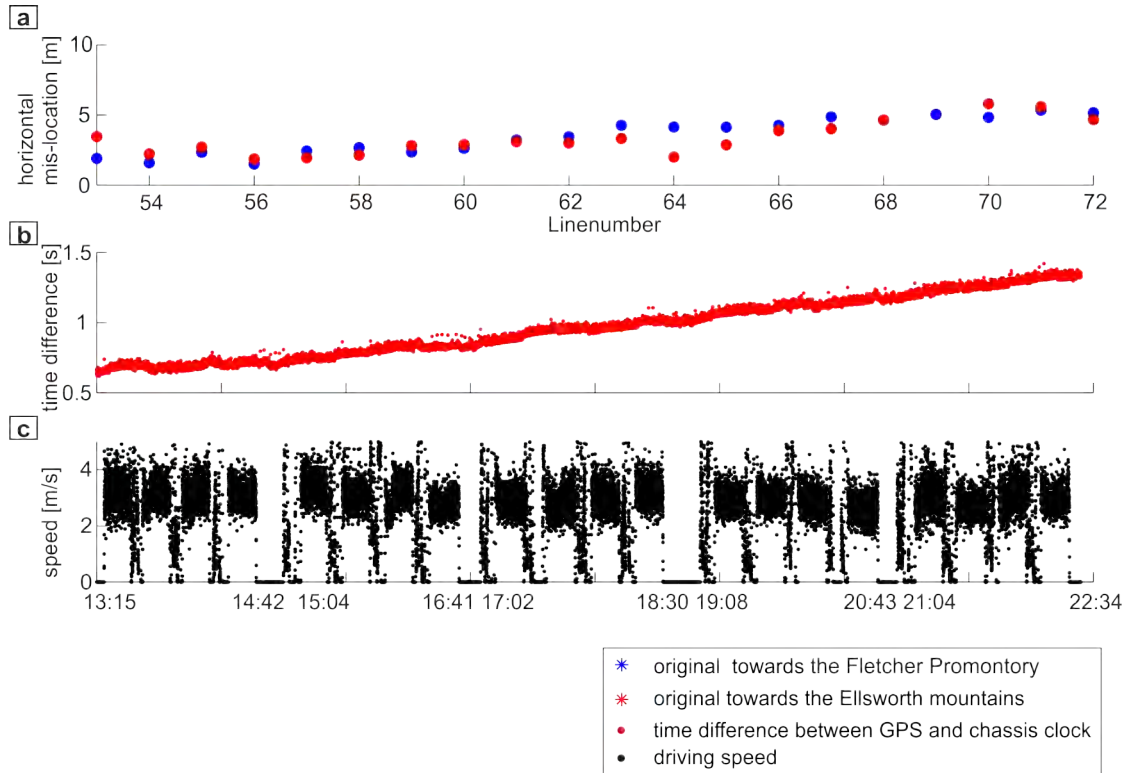 a
horizontal
mis-location [m]
10
5
0
54 56 58 60 62 64 66 68 70 72
Linenumber
b
time difference [s]
1.5
1
0.5
c
speed [m/s]
4
2
0
13:15 14:42 15:04 16:41 17:02 18:30 19:08 20:43 21:04 22:34
original towards the Fletcher Promontory
original towards the Ellsworth mountains
time difference between GPS and chassis clock
driving speed